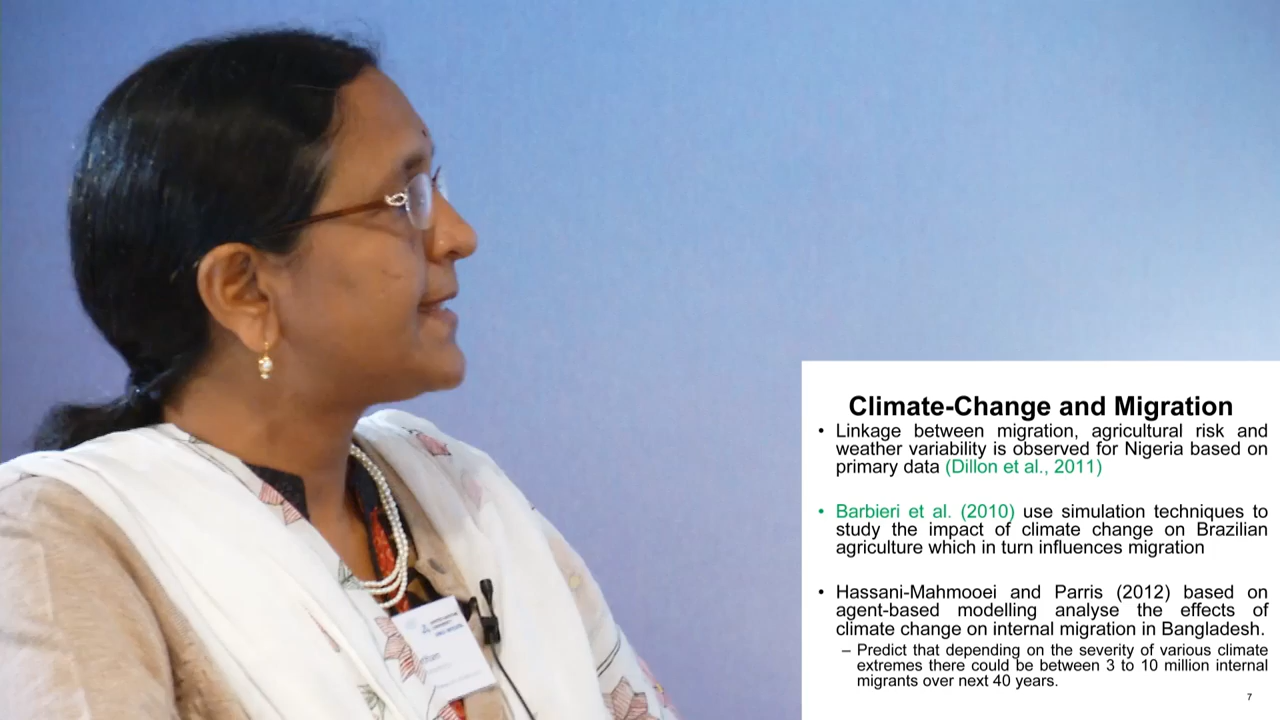 Climate-Change and Migration
• Linkage between migration, agricultural risk and
weather variability is observed for Nigeria based on
primary data (Dillon et al., 2011)
• Barbieri et al. (2010) use simulation techniques to
study the impact of climate change on Brazilian
agriculture which in turn influences migration
• Hassani-Mahmooei and Parris (2012) based on
agent-based modelling analyse the effects of
climate change on internal migration in Bangladesh.
– Predict that depending on the severity of various climate
extremes there could be between 3 to 10 million internal
migrants over next 40 years.
7